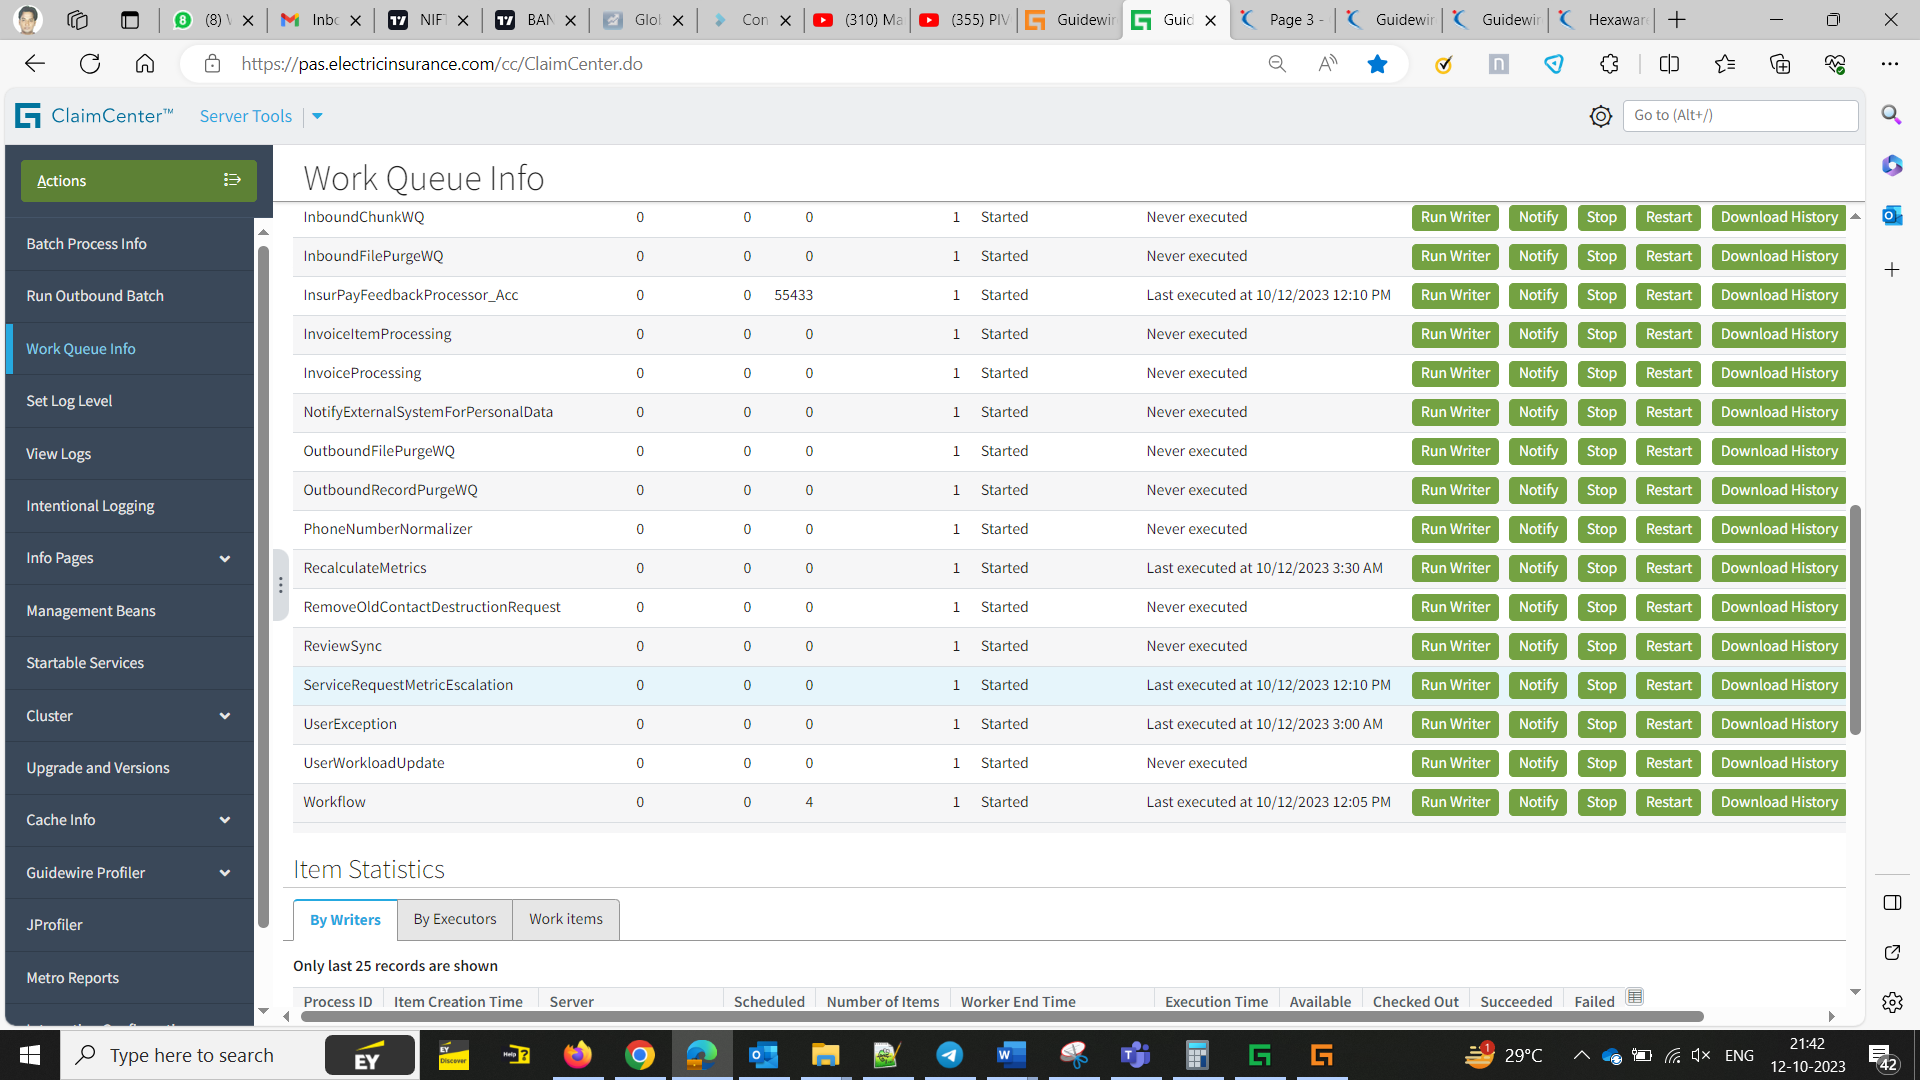 (8) W
Inbo
NIFT
BAN
Glob
Con
(310) Ma
(355) PIV
Guidewir
Guid
Page 3 -
Guidewir
Guidewir
Hexawar
https://pas.electricinsurance.com/cc/ClaimCenter.do
ClaimCenter™ Server Tools
Go to (Alt+/)
Actions
Batch Process Info
Run Outbound Batch
Work Queue Info
Set Log Level
View Logs
Intentional Logging
Info Pages
Management Beans
Startable Services
Cluster
Upgrade and Versions
Cache Info
Guidewire Profiler
JProfiler
Metro Reports
Work Queue Info
InboundChunkWQ 0 0 0 1 Started Never executed Run Writer Notify Stop Restart Download History
InboundFilePurgeWQ 0 0 0 1 Started Never executed Run Writer Notify Stop Restart Download History
InsurPayFeedbackProcessor_Acc 0 0 55433 1 Started Last executed at 10/12/2023 12:10 PM Run Writer Notify Stop Restart Download History
InvoiceItemProcessing 0 0 0 1 Started Never executed Run Writer Notify Stop Restart Download History
InvoiceProcessing 0 0 0 1 Started Never executed Run Writer Notify Stop Restart Download History
NotifyExternalSystemForPersonalData 0 0 0 1 Started Never executed Run Writer Notify Stop Restart Download History
OutboundFilePurgeWQ 0 0 0 1 Started Never executed Run Writer Notify Stop Restart Download History
OutboundRecordPurgeWQ 0 0 0 1 Started Never executed Run Writer Notify Stop Restart Download History
PhoneNumberNormalizer 0 0 0 1 Started Never executed Run Writer Notify Stop Restart Download History
RecalculateMetrics 0 0 0 1 Started Last executed at 10/12/2023 3:30 AM Run Writer Notify Stop Restart Download History
RemoveOldContactDestructionRequest 0 0 0 1 Started Never executed Run Writer Notify Stop Restart Download History
ReviewSync 0 0 0 1 Started Never executed Run Writer Notify Stop Restart Download History
ServiceRequestMetricEscalation 0 0 0 1 Started Last executed at 10/12/2023 12:10 PM Run Writer Notify Stop Restart Download History
UserException 0 0 0 1 Started Last executed at 10/12/2023 3:00 AM Run Writer Notify Stop Restart Download History
UserWorkloadUpdate 0 0 0 1 Started Never executed Run Writer Notify Stop Restart Download History
Workflow 0 0 4 1 Started Last executed at 10/12/2023 12:05 PM Run Writer Notify Stop Restart Download History
Item Statistics
By Writers By Executors Work items
Only last 25 records are shown
Process ID Item Creation Time Server Scheduled Number of Items Worker End Time Execution Time Available Checked Out Succeeded Failed
Type here to search
EY
EY Discover
Help?
1
29°C
ENG
21:42
12-10-2023
42